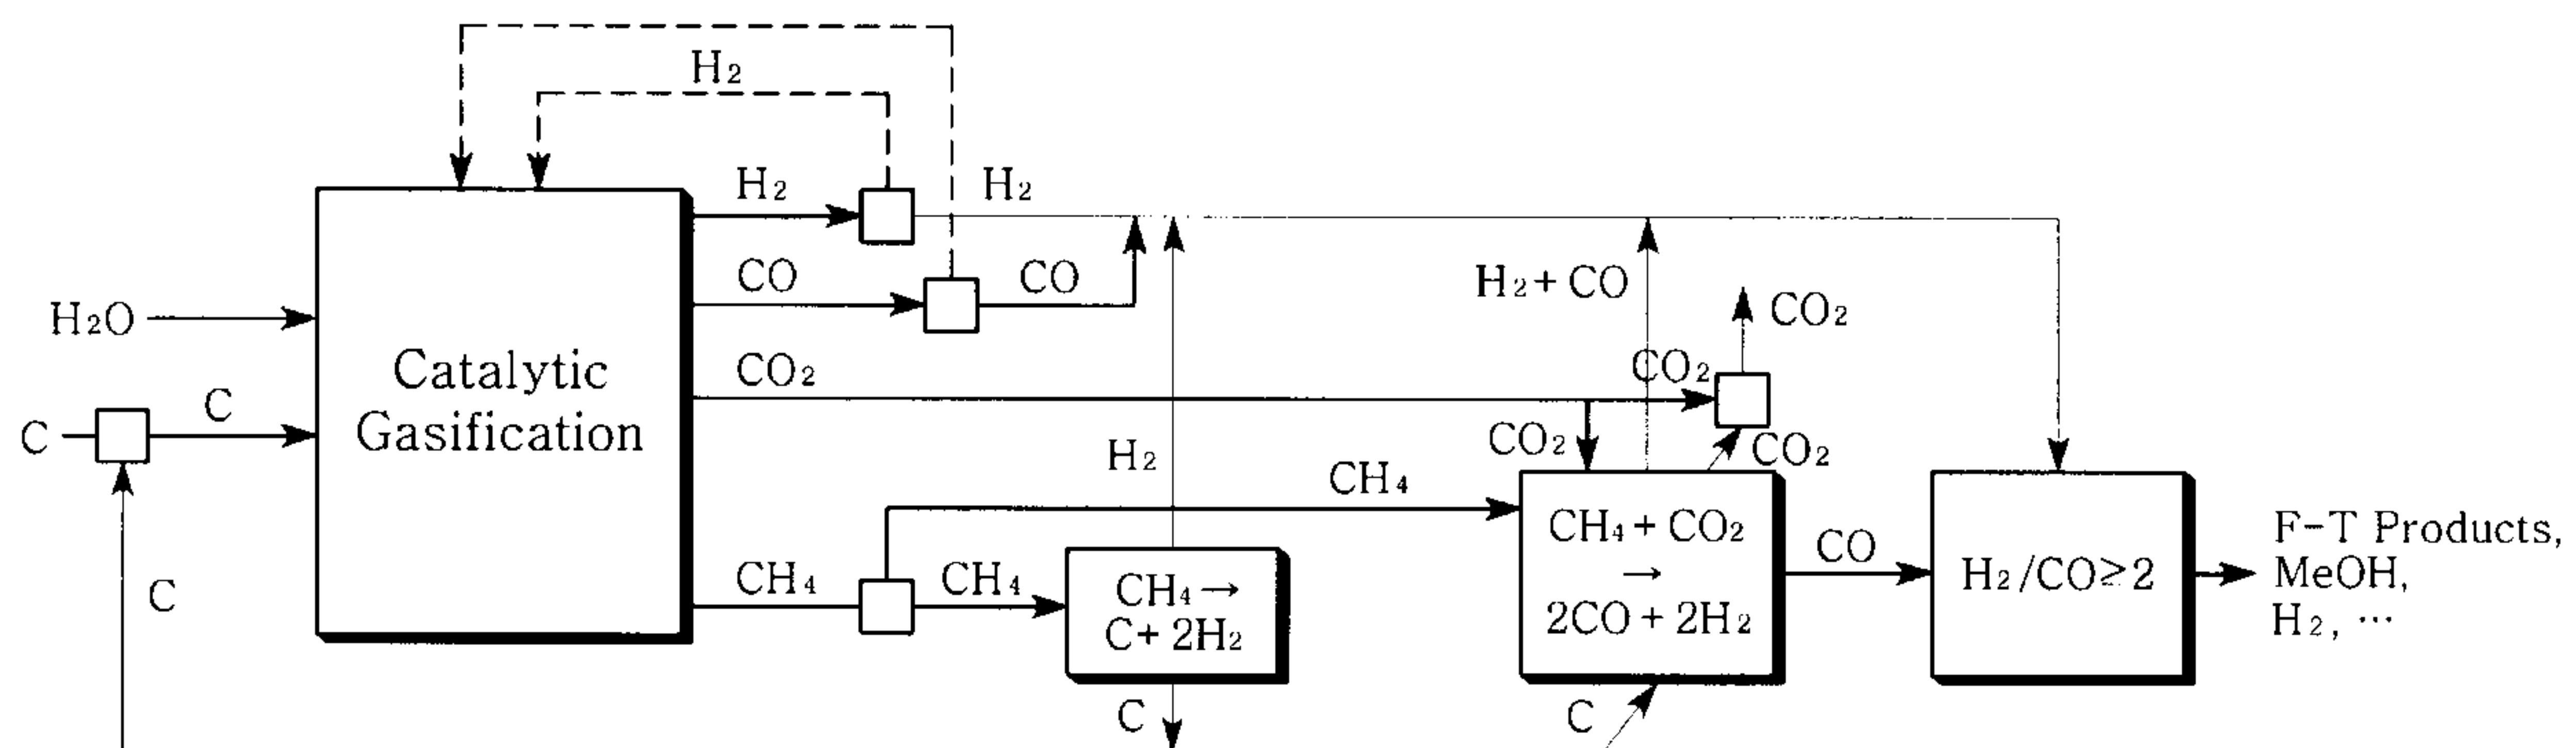 H₂
H₂
H₂
CO
CO
H₂+ CO
CO₂
H₂O
CO₂
CO₂
Catalytic
Gasification
C
C
CO₂
CO₂
H₂
CH₄
CH₄ + CO₂
→
2CO + 2H₂
CO
H₂/CO≥2
F-T Products,
MeOH,
H₂, ···
CH₄
CH₄
CH₄→
C+ 2H₂
C
C
C